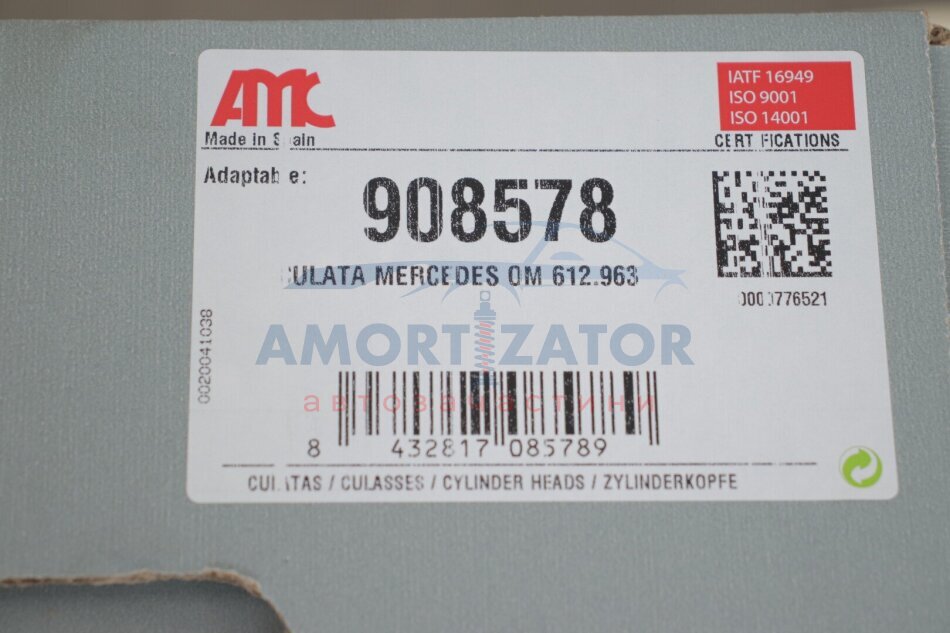 AMC
Made in Spain
IATF 16949
ISO 9001
ISO 14001
CERTIFICATIONS
Adaptable:
908578
CULATA MERCEDES OM 612.963
0000776521
0020041038
AMORTIZATOR
автозапчастини
8 432817 085789
CULATAS / CULASSES / CYLINDER HEADS / ZYLINDERKOPFE